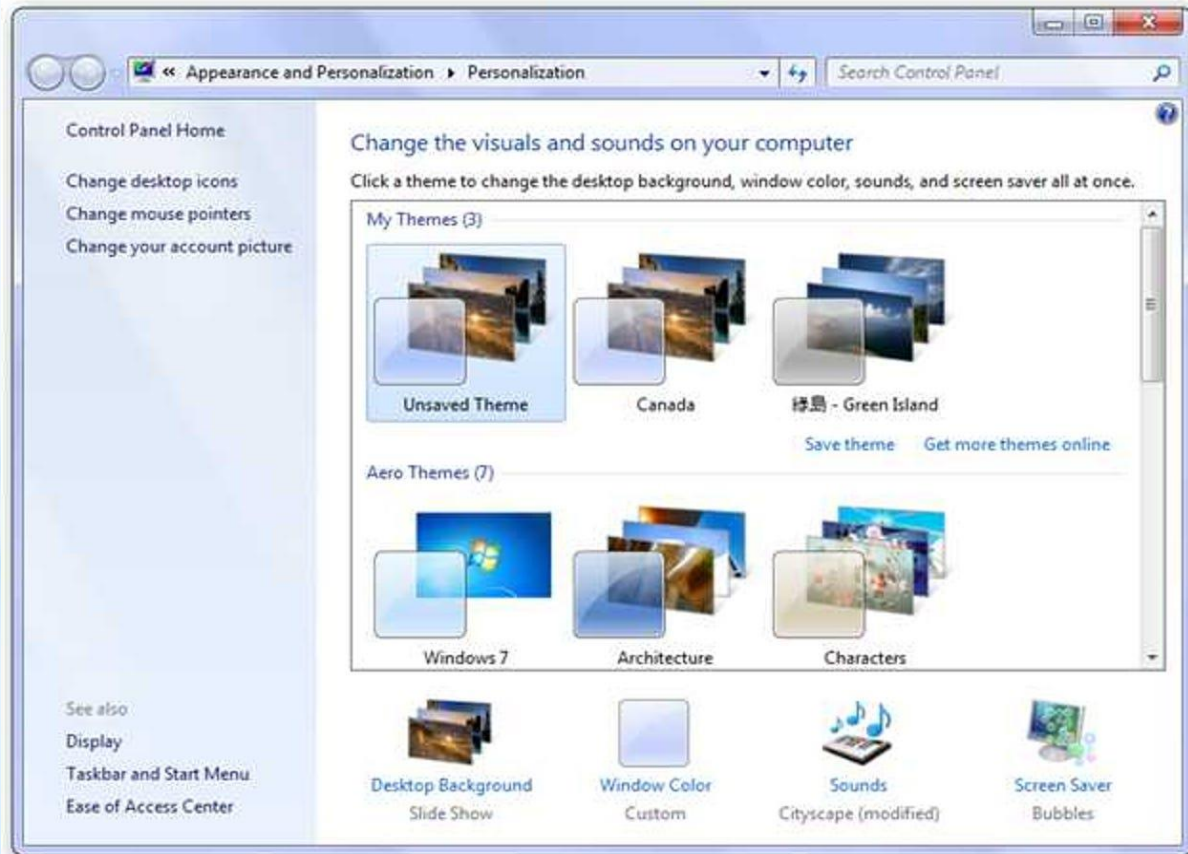 « Appearance and Personalization ▸ Personalization
Search Control Panel
Control Panel Home
Change desktop icons
Change mouse pointers
Change your account picture
See also
Display
Taskbar and Start Menu
Ease of Access Center
Change the visuals and sounds on your computer
Click a theme to change the desktop background, window color, sounds, and screen saver all at once.
My Themes (3)
Unsaved Theme
Canada
綠島 - Green Island
Save theme
Get more themes online
Aero Themes (7)
Windows 7
Architecture
Characters
Desktop Background
Slide Show
Window Color
Custom
Sounds
Cityscape (modified)
Screen Saver
Bubbles